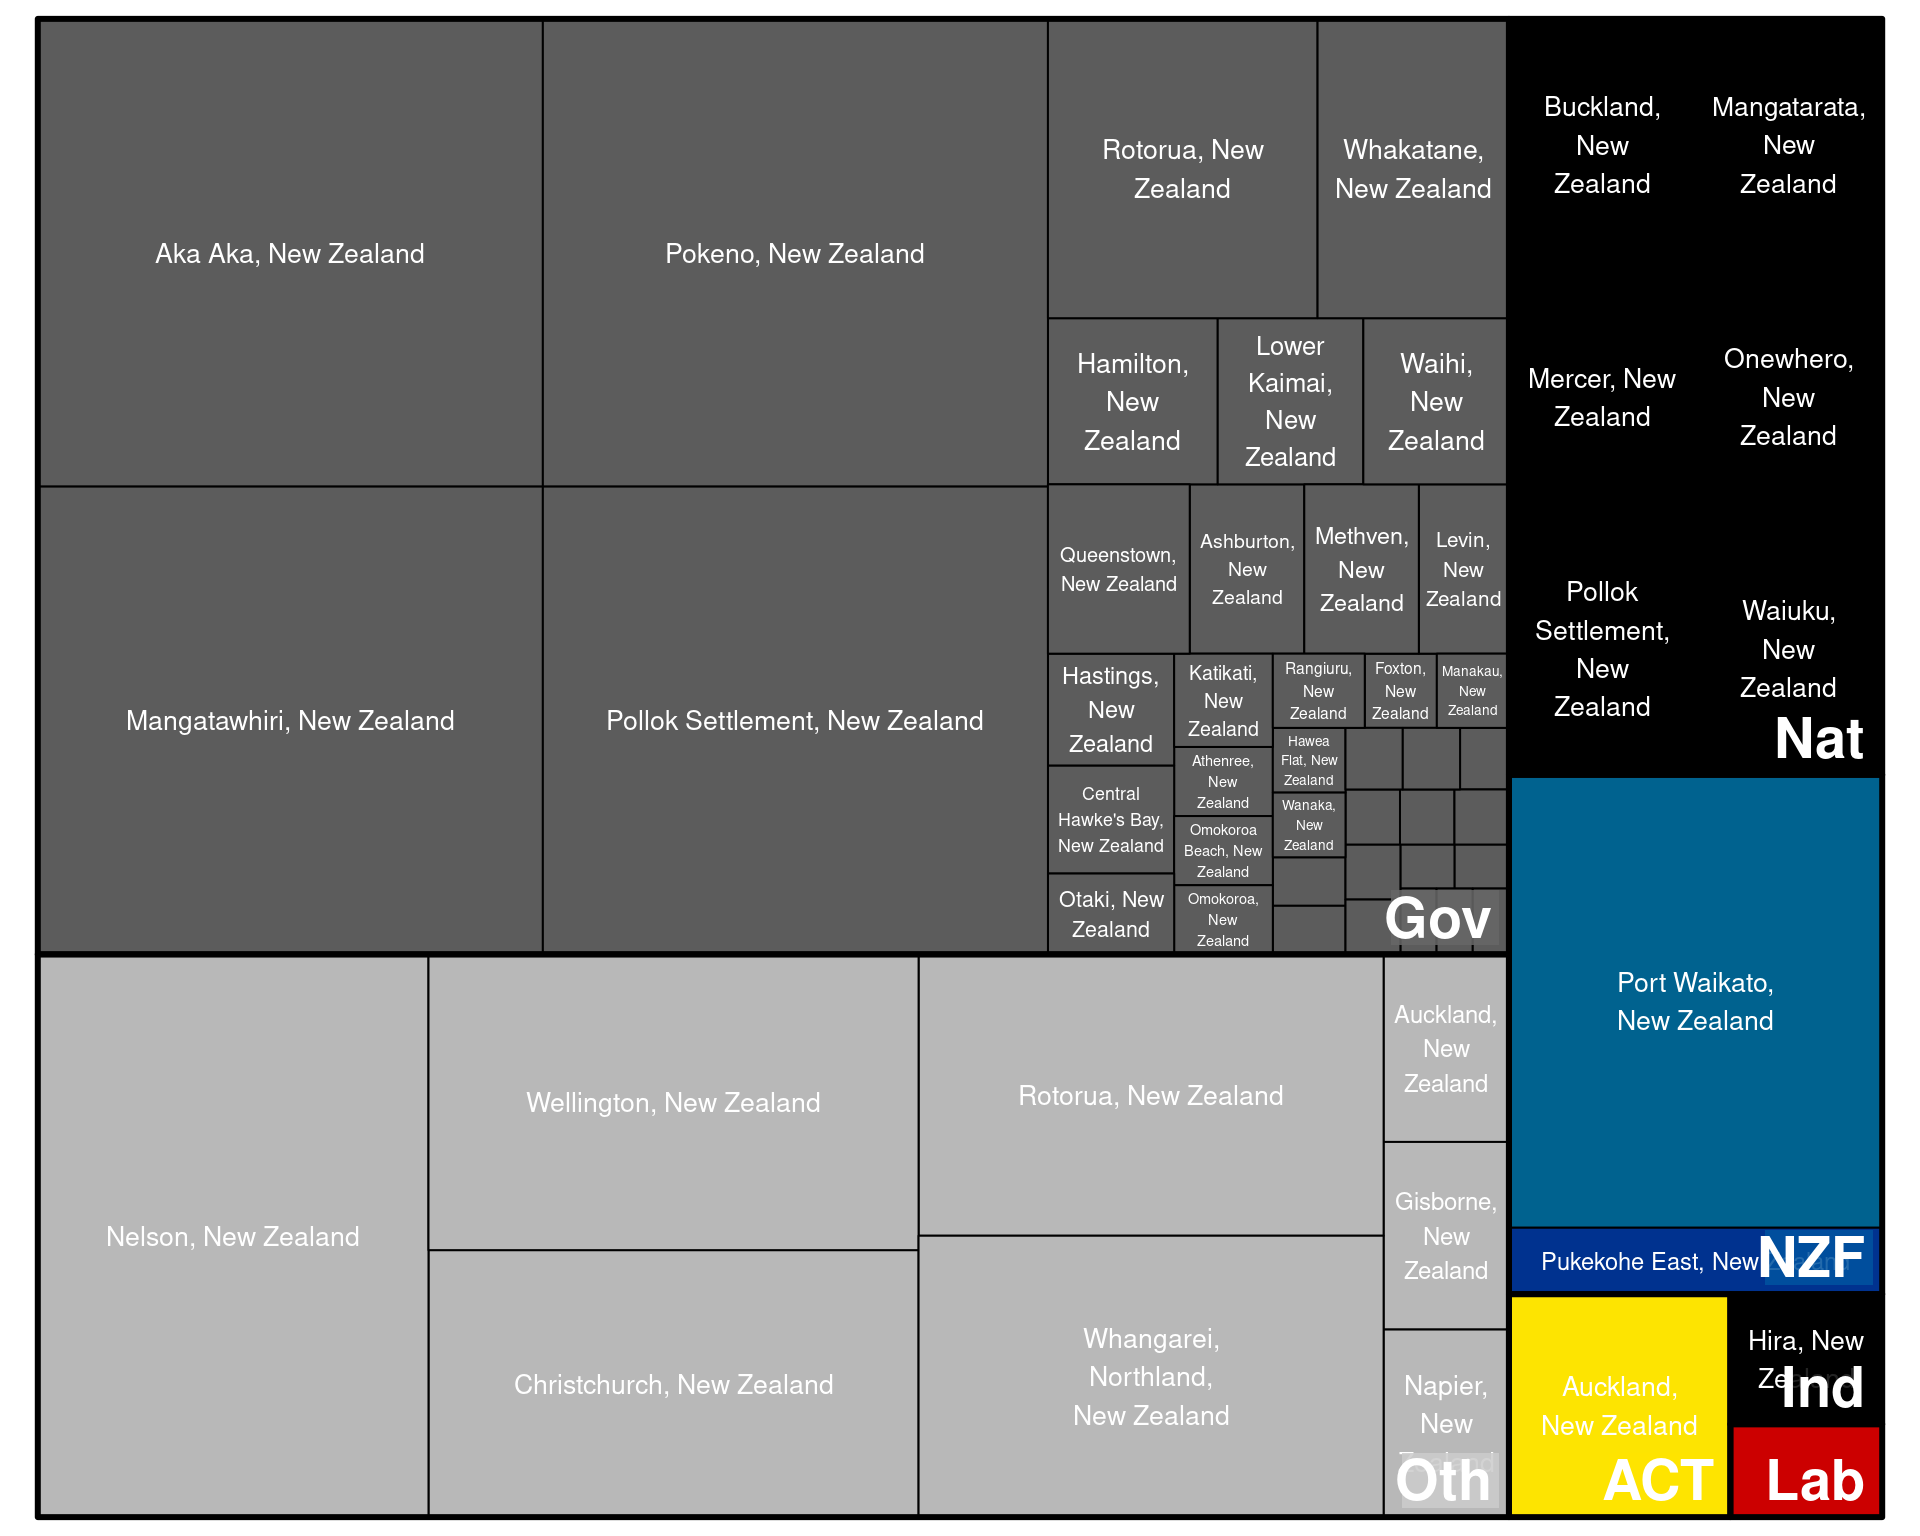 Aka Aka, New Zealand
Pokeno, New Zealand
Mangatawhiri, New Zealand
Pollok Settlement, New Zealand
Rotorua, New
Zealand
Whakatane,
New Zealand
Hamilton,
New
Zealand
Lower
Kaimai,
New
Zealand
Waihi,
New
Zealand
Queenstown,
New Zealand
Ashburton,
New
Zealand
Methven,
New
Zealand
Levin,
New
Zealand
Hastings,
New
Zealand
Central
Hawke's Bay,
New Zealand
Otaki, New
Zealand
Katikati,
New
Zealand
Athenree,
New
Zealand
Omokoroa
Beach, New
Zealand
Omokoroa,
New
Zealand
Rangiuru,
New
Zealand
Foxton,
New
Zealand
Manakau,
New
Zealand
Hawea
Flat, New
Zealand
Wanaka,
New
Zealand
Gov
Nelson, New Zealand
Wellington, New Zealand
Christchurch, New Zealand
Rotorua, New Zealand
Whangarei,
Northland,
New Zealand
Auckland,
New
Zealand
Gisborne,
New
Zealand
Napier,
New
Zealand
Oth
Buckland,
New
Zealand
Mangatarata,
New
Zealand
Mercer, New
Zealand
Onewhero,
New
Zealand
Pollok
Settlement,
New
Zealand
Waiuku,
New
Zealand
Nat
Port Waikato,
New Zealand
Pukekohe East, New Zealand
NZF
Auckland,
New Zealand
ACT
Hira, New
Zealand
Ind
Lab